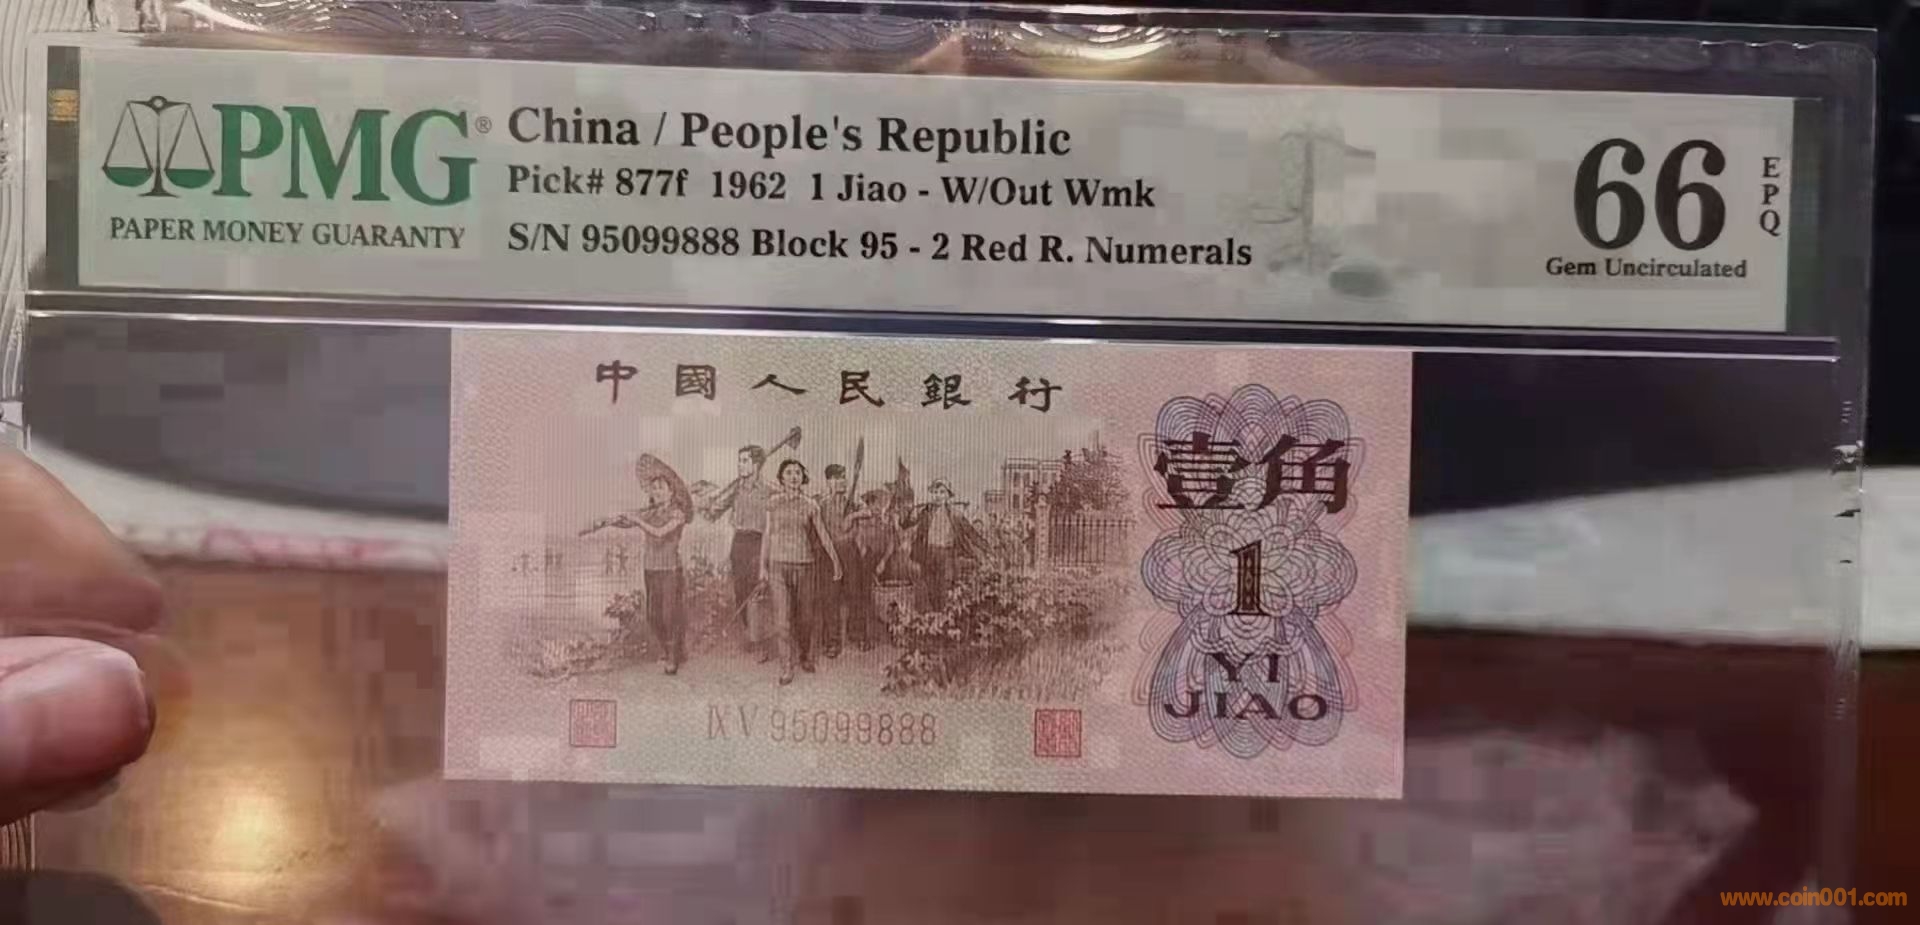 PMG®
PAPER MONEY GUARANTY
China / People's Republic
Pick# 877f 1962 1 Jiao - W/Out Wmk
S/N 95099888 Block 95 - 2 Red R. Numerals
66
EPQ
Gem Uncirculated
中國人民銀行
壹角
1
YI
JIAO
IX V 95099888
www.coin001.com